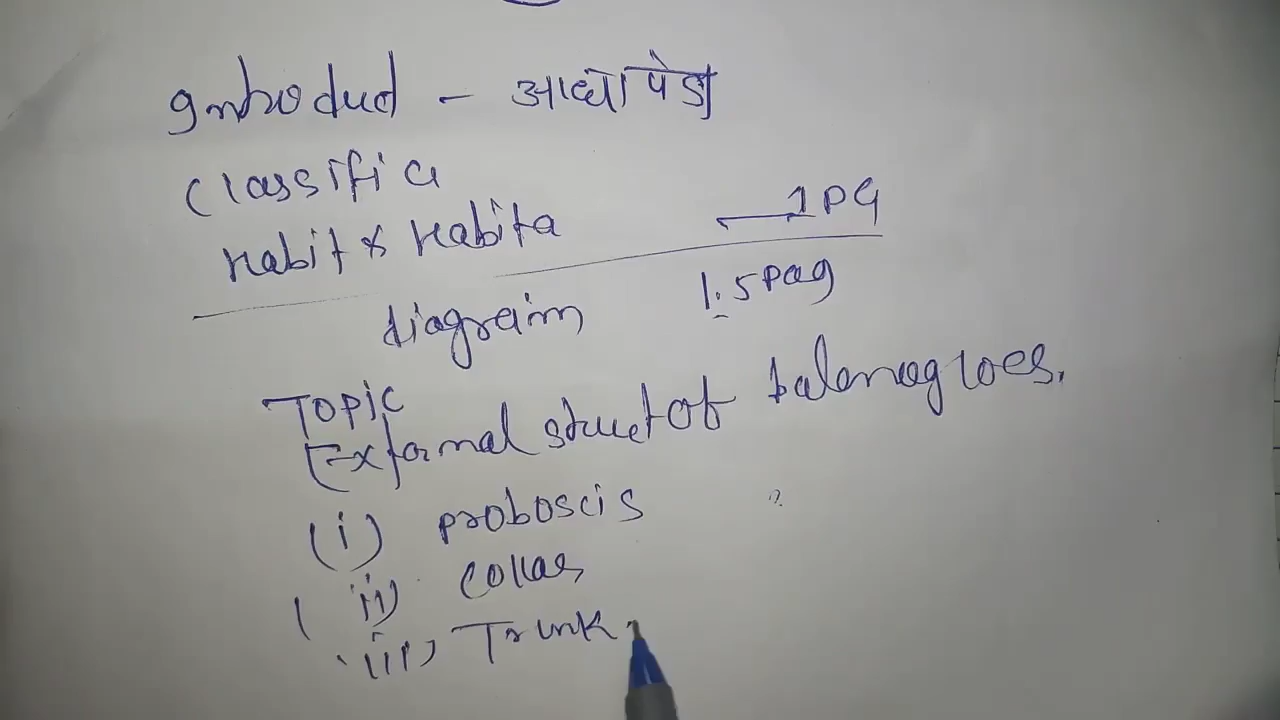 Introduct - आधा पेज
Classifica
Habit & Habita
1 PG
diagram 1.5 pag
Topic
External struct of balanogloes.
(i) proboscis
(ii) collar
(iii) Trunk